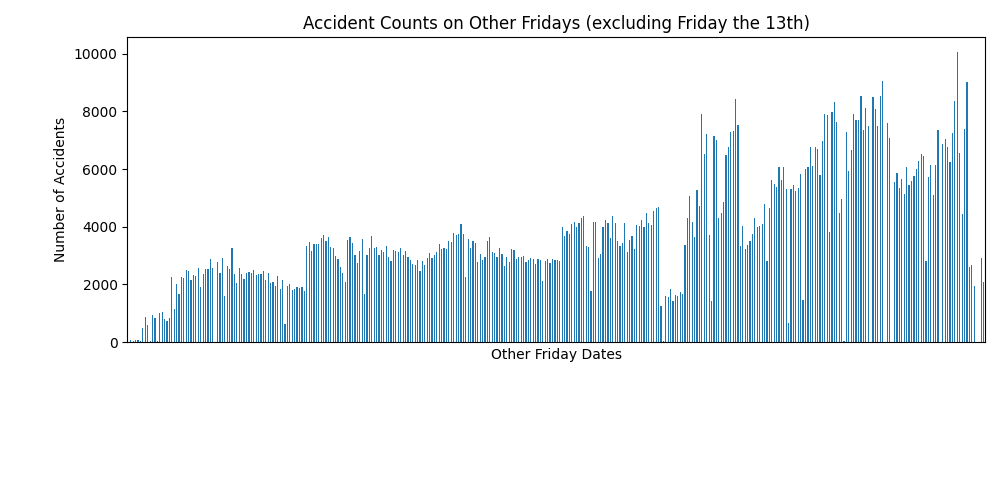 Accident Counts on Other Fridays (excluding Friday the 13th)
10000
8000
6000
4000
2000
0
Number of Accidents
Other Friday Dates